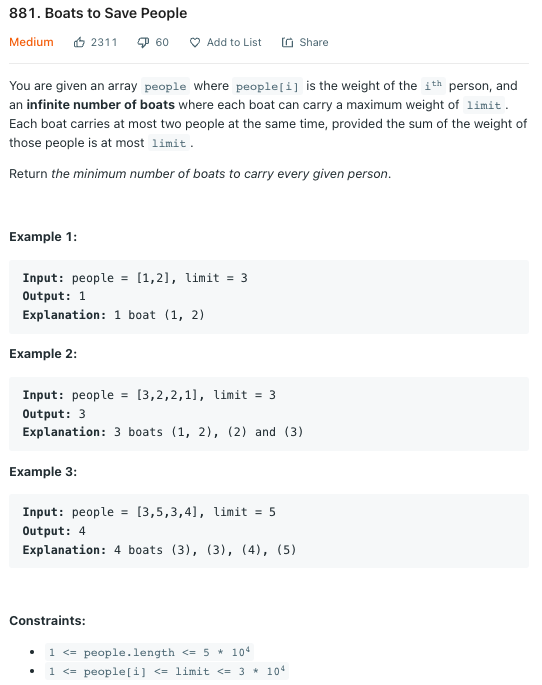 881. Boats to Save People
Medium 2311 60 Add to List Share
You are given an array people where people[i] is the weight of the ith person, and
an infinite number of boats where each boat can carry a maximum weight of limit.
Each boat carries at most two people at the same time, provided the sum of the weight of
those people is at most limit.
Return the minimum number of boats to carry every given person.
Example 1:
Input: people = [1,2], limit = 3
Output: 1
Explanation: 1 boat (1, 2)
Example 2:
Input: people = [3,2,2,1], limit = 3
Output: 3
Explanation: 3 boats (1, 2), (2) and (3)
Example 3:
Input: people = [3,5,3,4], limit = 5
Output: 4
Explanation: 4 boats (3), (3), (4), (5)
Constraints:
• 1 <= people.length <= 5 * 10⁴
• 1 <= people[i] <= limit <= 3 * 10⁴